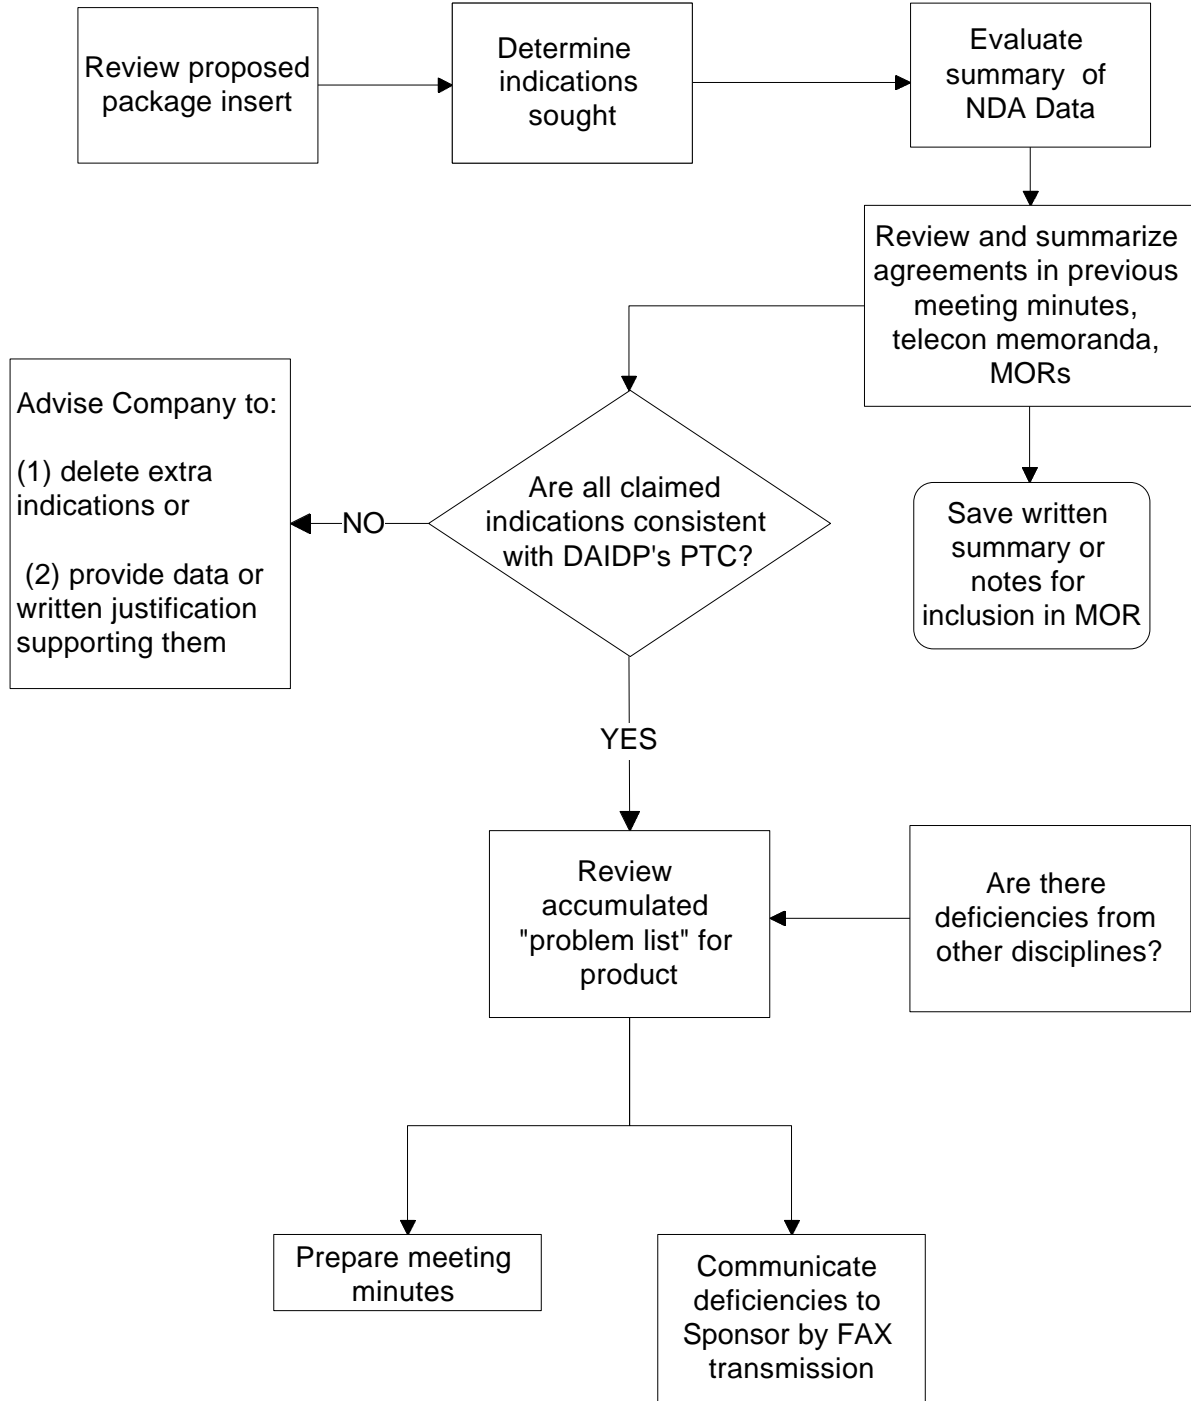 Review proposed
package insert
Determine
indications
sought
Evaluate
summary of
NDA Data
Review and summarize
agreements in previous
meeting minutes,
telecon memoranda,
MORs
Advise Company to:
(1) delete extra
indications or
(2) provide data or
written justification
supporting them
NO
Are all claimed
indications consistent
with DAIDP's PTC?
Save written
summary or
notes for
inclusion in MOR
YES
Review
accumulated
"problem list" for
product
Are there
deficiencies from
other disciplines?
Prepare meeting
minutes
Communicate
deficiencies to
Sponsor by FAX
transmission